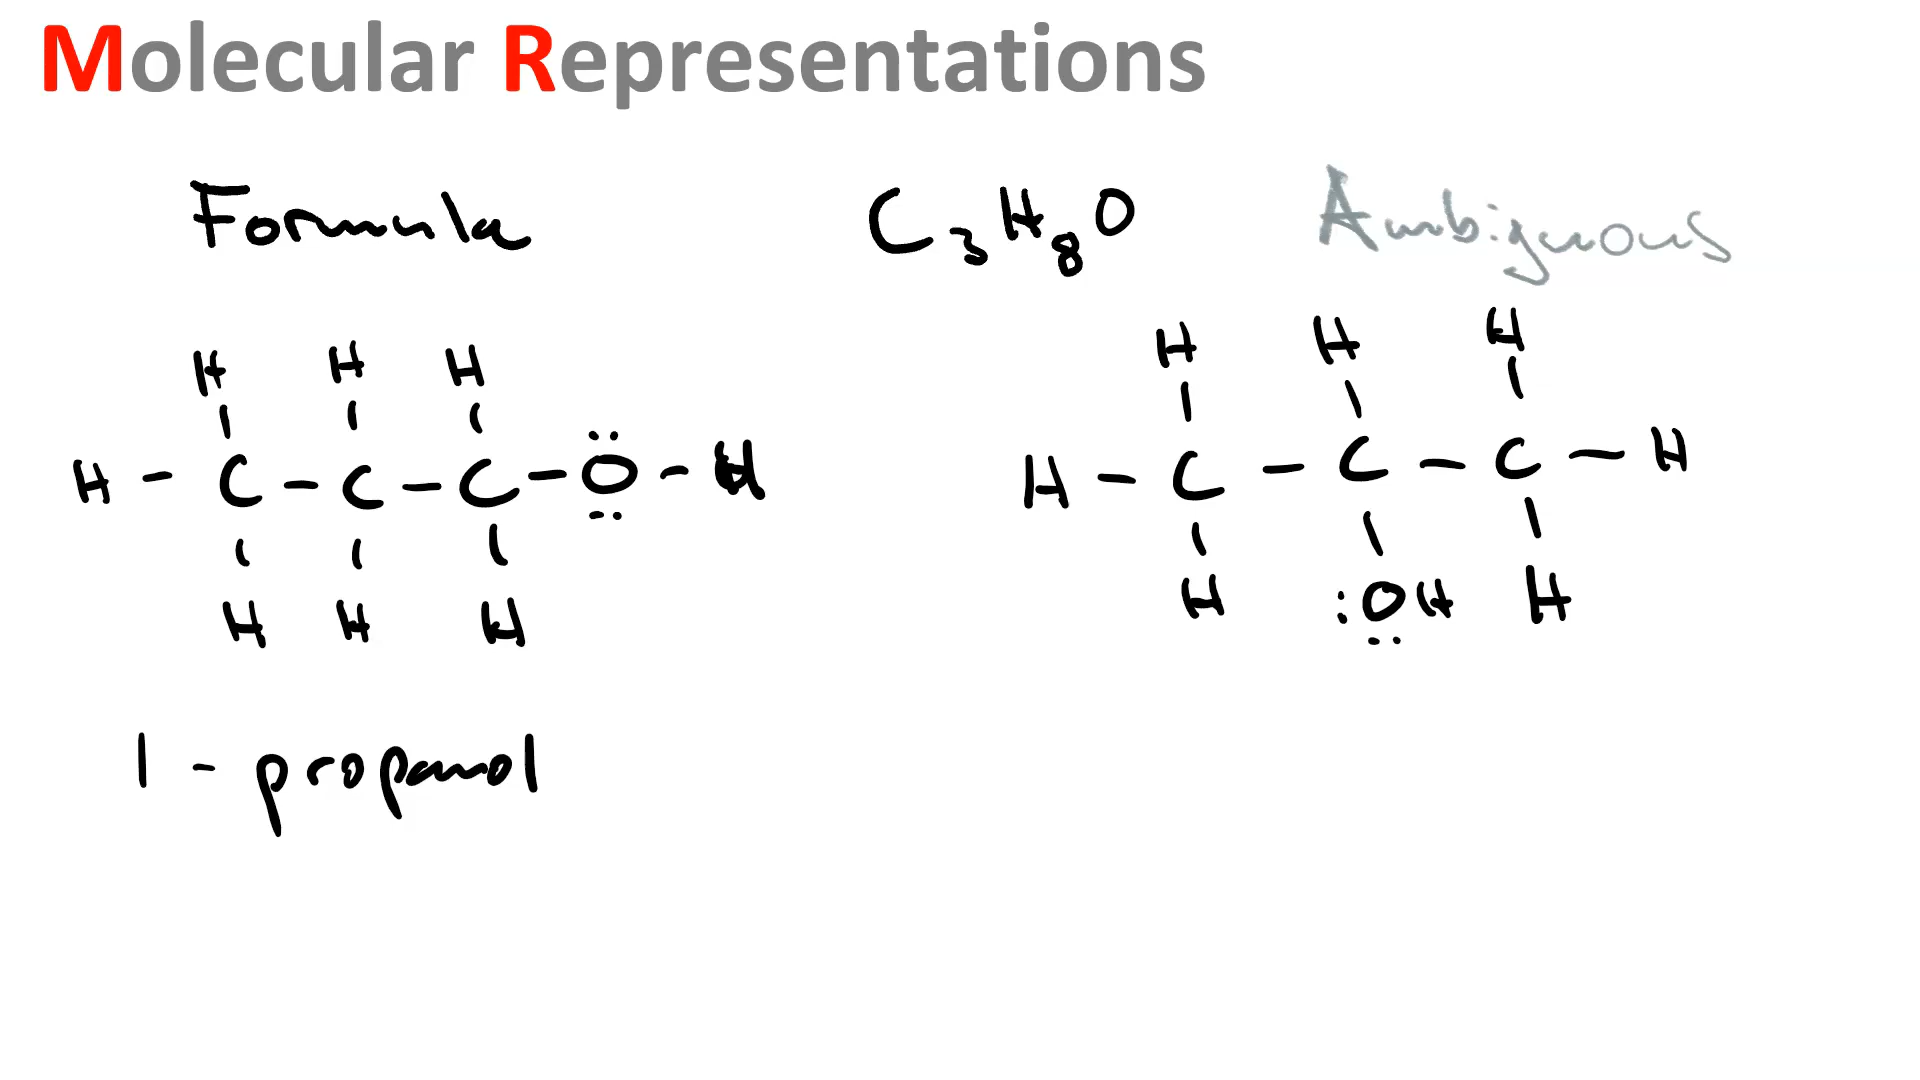 Molecular Representations
Formula C₃H₈O Ambiguous
H H H
H - C - C - C - O - H
H H H
H H H
H - C - C - C - H
H :OH H
1 - propanol